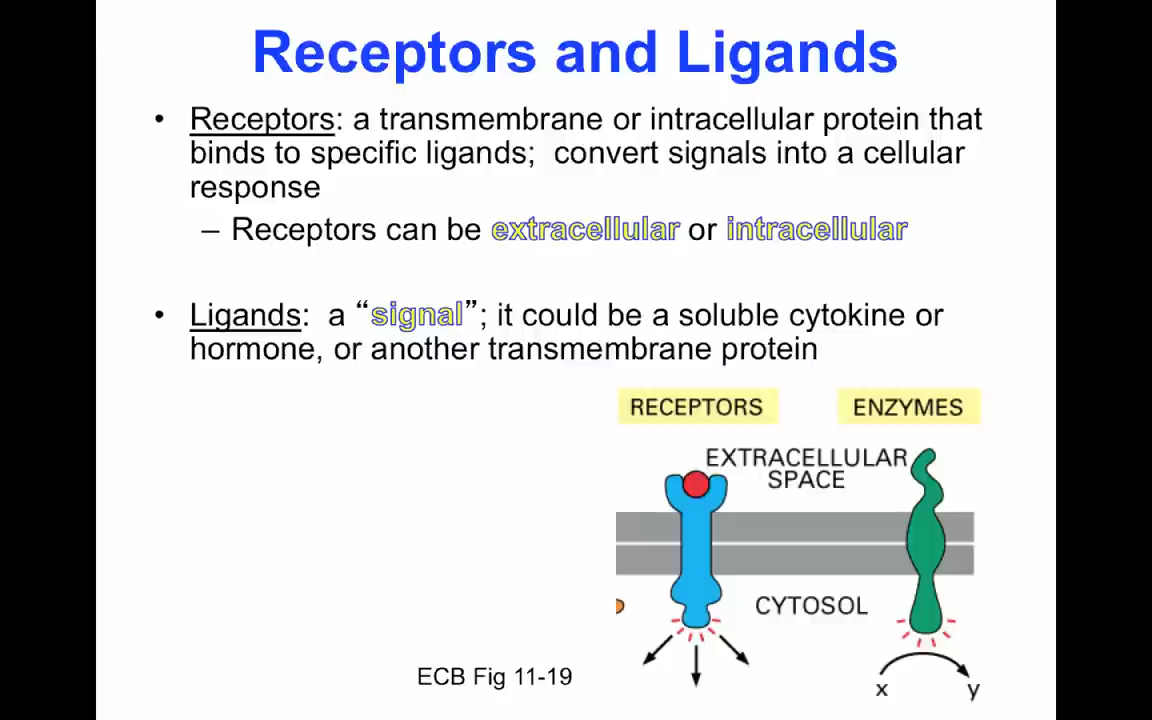 Receptors and Ligands
• Receptors: a transmembrane or intracellular protein that
binds to specific ligands;  convert signals into a cellular
response
– Receptors can be extracellular or intracellular
• Ligands:  a “signal”; it could be a soluble cytokine or
hormone, or another transmembrane protein
RECEPTORS
ENZYMES
EXTRACELLULAR
SPACE
CYTOSOL
x
y
ECB Fig 11-19